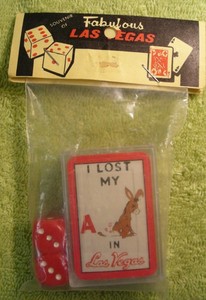 SOUVENIR OF
Fabulous
LAS VEGAS
I LOST
MY
A
IN
Las Vegas